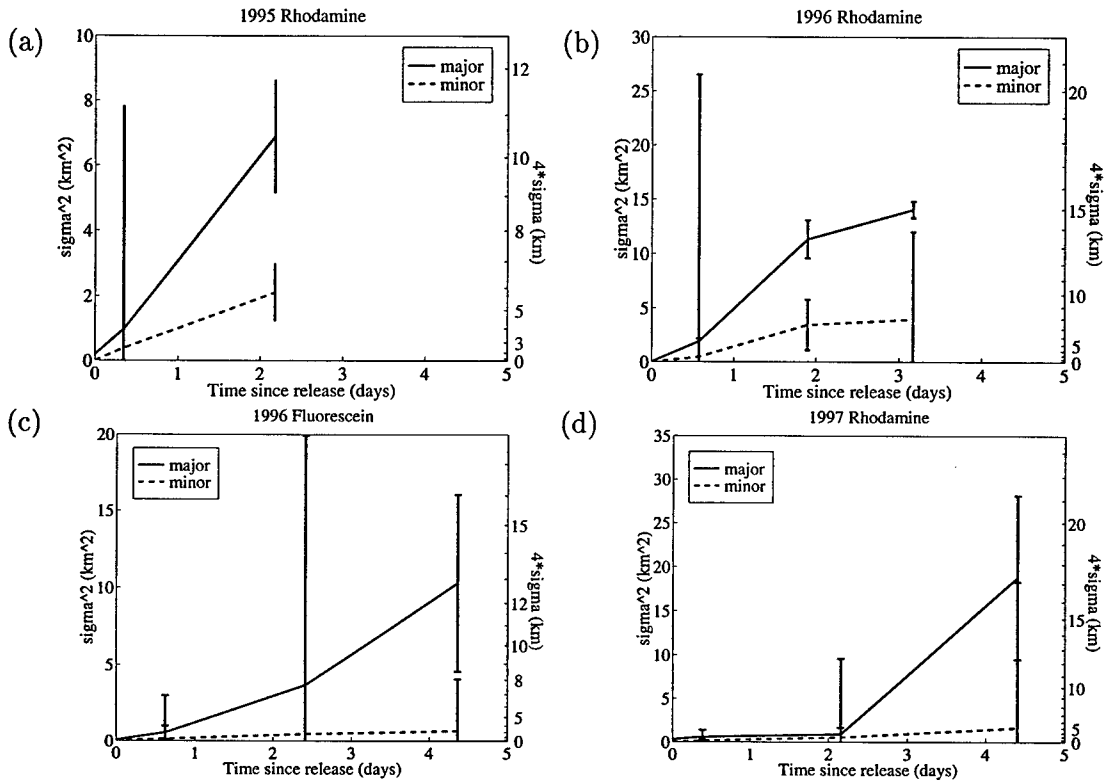 1995 Rhodamine
(a)
major
minor
sigma^2 (km^2)
10
8
6
4
2
0
0 1 2 3 4 5
Time since release (days)
12
10
8
5
3
0
4*sigma (km)
1996 Rhodamine
(b)
major
minor
sigma^2 (km^2)
30
25
20
15
10
5
0
0 1 2 3 4 5
Time since release (days)
20
15
10
5
0
4*sigma (km)
1996 Fluorescein
(c)
major
minor
sigma^2 (km^2)
20
15
10
5
0
0 1 2 3 4 5
Time since release (days)
15
12
10
8
5
0
4*sigma (km)
1997 Rhodamine
(d)
major
minor
sigma^2 (km^2)
35
30
25
20
15
10
5
0
0 1 2 3 4 5
Time since release (days)
20
15
10
5
0
4*sigma (km)